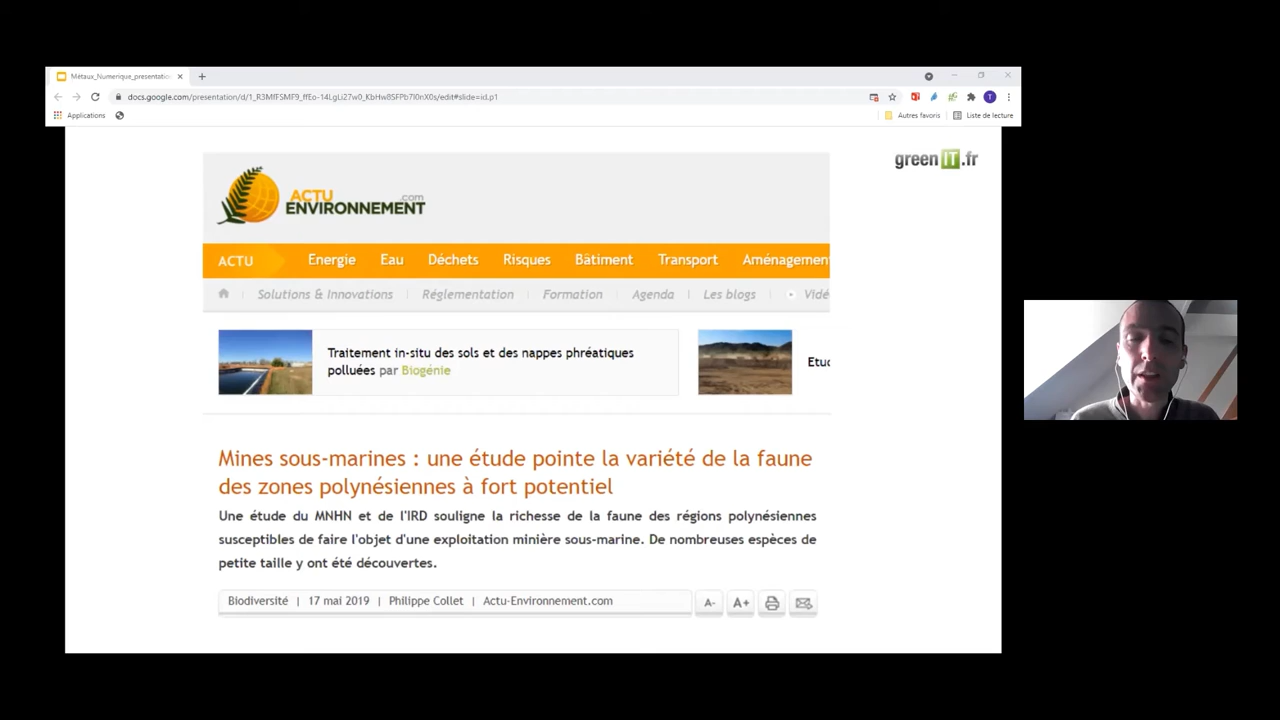 Métaux_Numerique_presentatio
docs.google.com/presentation/d/1_R3MfFSMF9_ffEo-14LgLi27w0_KbHw8SFPb7l0nX0s/edit#slide=id.p1
T
Applications
Autres favoris
Liste de lecture
green IT .fr
ACTU .com
ENVIRONNEMENT
ACTU Energie Eau Déchets Risques Bâtiment Transport Aménagement
Solutions & Innovations | Réglementation | Formation | Agenda | Les blogs | Vidé
Traitement in-situ des sols et des nappes phréatiques
polluées par Biogénie
Etud
Mines sous-marines : une étude pointe la variété de la faune
des zones polynésiennes à fort potentiel
Une étude du MNHN et de l'IRD souligne la richesse de la faune des régions polynésiennes
susceptibles de faire l'objet d'une exploitation minière sous-marine. De nombreuses espèces de
petite taille y ont été découvertes.
Biodiversité | 17 mai 2019 | Philippe Collet | Actu-Environnement.com
A- A+